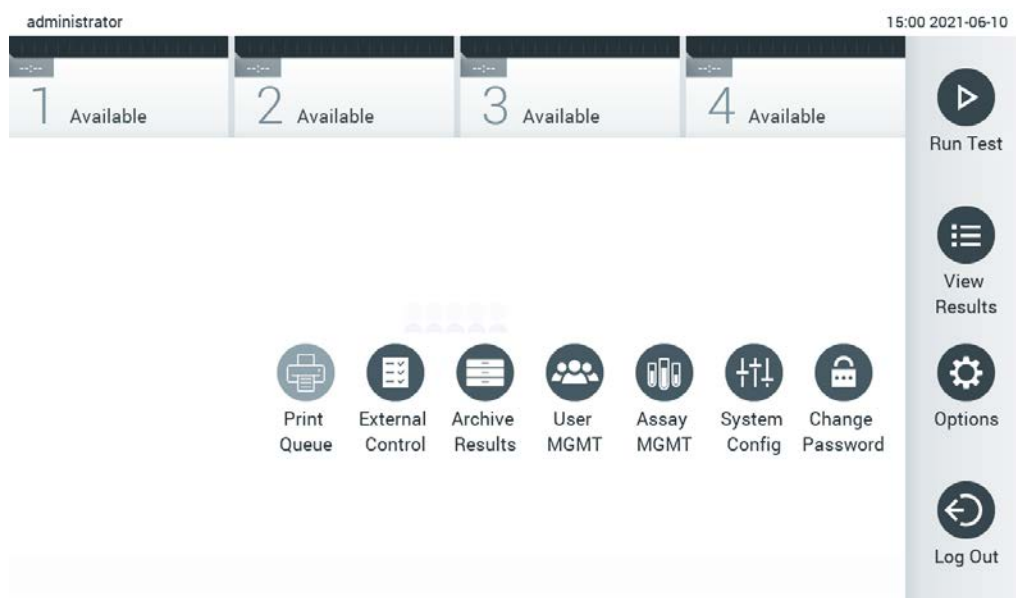 administrator
15:00 2021-06-10
--:--
--:--
--:--
--:--
1 Available
2 Available
3 Available
4 Available
Run Test
View
Results
Print
Queue
External
Control
Archive
Results
User
MGMT
Assay
MGMT
System
Config
Change
Password
Options
Log Out